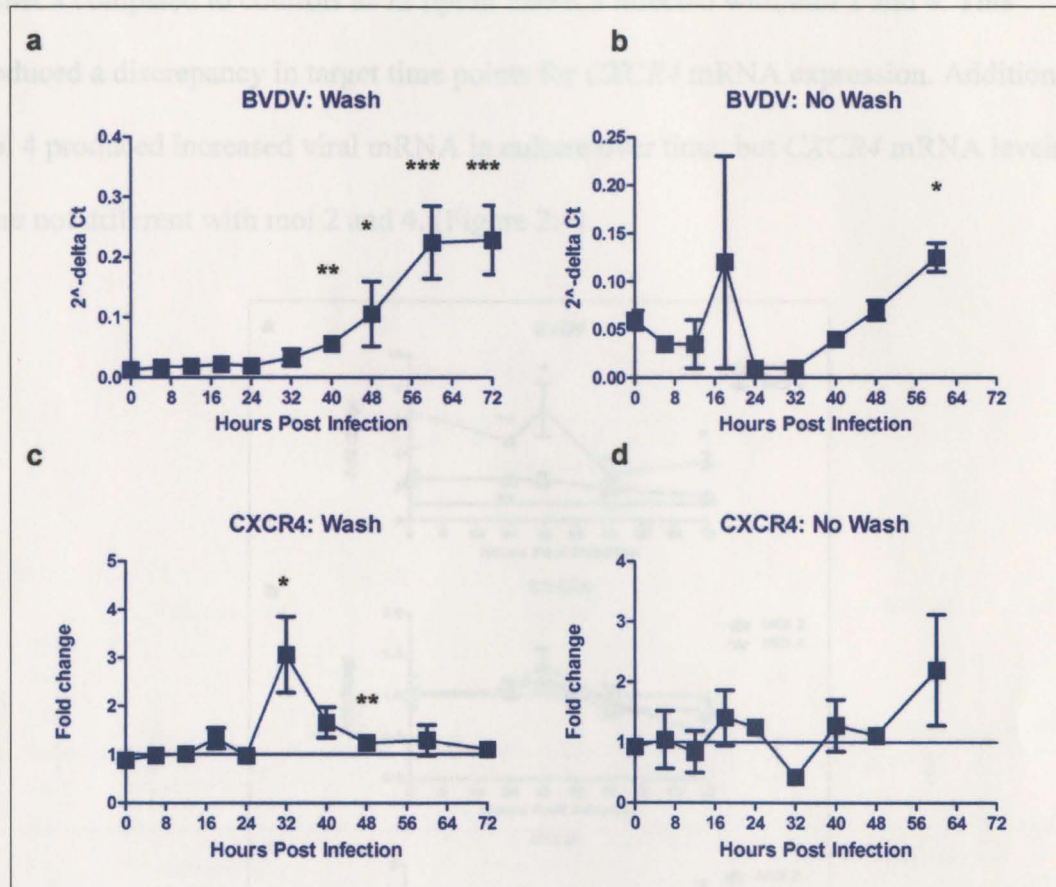 compared to control
a
b
duced a discrepancy in target time points for CXCR4 mRNA expression. Addition
BVDV: Wash
BVDV: No Wash
4 produced increased viral mRNA in culture over time but CXCR4 mRNA levels
not different with moi 2 and 4. (Figure 2.
2^-delta Ct
0.4
0.3
0.2
0.1
0.0
** * *** ***
0 8 16 24 32 40 48 56 64 72
Hours Post Infection
2^-delta Ct
0.25
0.20
0.15
0.10
0.05
0.00
*
0 8 16 24 32 40 48 56 64 72
Hours Post Infection
c
d
CXCR4: Wash
CXCR4: No Wash
Fold change
5
4
3
2
1
0
* **
0 8 16 24 32 40 48 56 64 72
Hours Post Infection
Fold change
4
3
2
1
0
0 8 16 24 32 40 48 56 64 72
Hours Post Infection